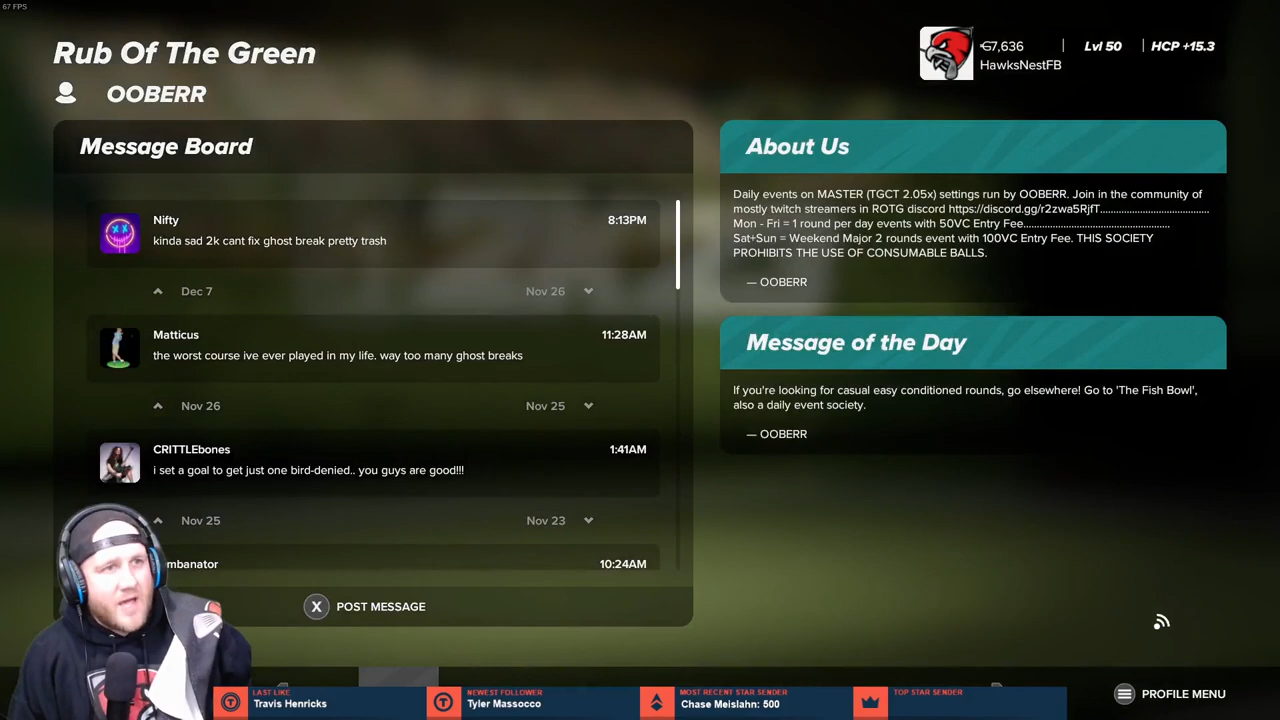 67 FPS
Rub Of The Green
OOBERR
7,636
Lvl 50
HCP +15.3
HawksNestFB
Message Board
Nifty
8:13PM
kinda sad 2k cant fix ghost break pretty trash
Dec 7
Nov 26
Matticus
11:28AM
the worst course ive ever played in my life. way too many ghost breaks
Nov 26
Nov 25
CRITTLEbones
1:41AM
i set a goal to get just one bird-denied.. you guys are good!!!
Nov 25
Nov 23
mbanator
10:24AM
X POST MESSAGE
About Us
Daily events on MASTER (TGCT 2.05x) settings run by OOBERR. Join in the community of
mostly twitch streamers in ROTG discord https://discord.gg/r2zwa5RjfT.......................................
Mon - Fri = 1 round per day events with 50VC Entry Fee....................................................
Sat+Sun = Weekend Major 2 rounds event with 100VC Entry Fee. THIS SOCIETY
PROHIBITS THE USE OF CONSUMABLE BALLS.
— OOBERR
Message of the Day
If you're looking for casual easy conditioned rounds, go elsewhere! Go to 'The Fish Bowl',
also a daily event society.
— OOBERR
LAST LIKE
Travis Henricks
NEWEST FOLLOWER
Tyler Massocco
MOST RECENT STAR SENDER
Chase Meislahn: 500
TOP STAR SENDER
PROFILE MENU